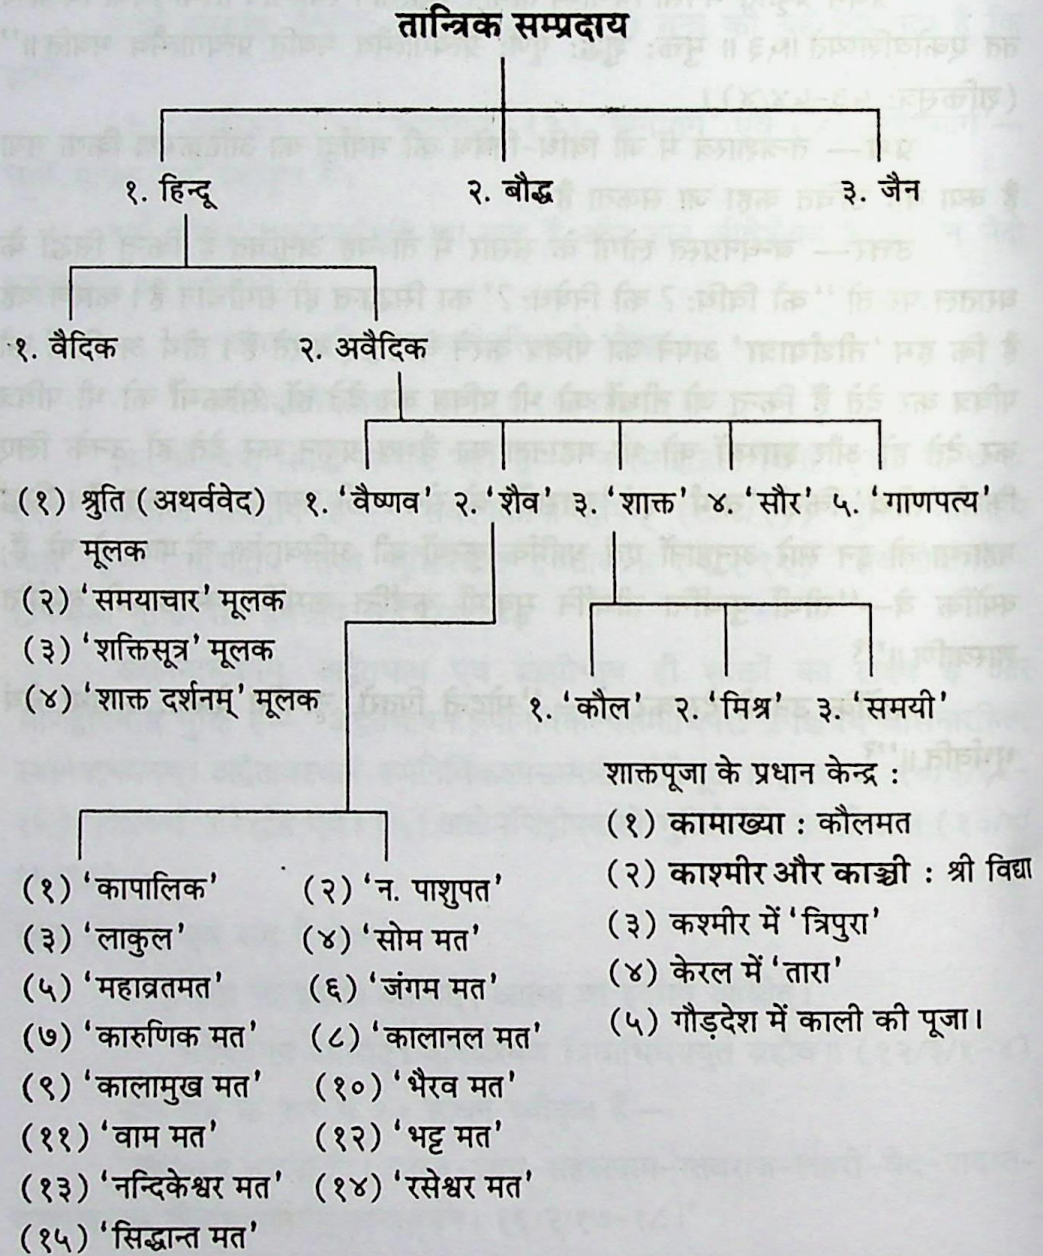 तान्त्रिक सम्प्रदाय
१. हिन्दू २. बौद्ध ३. जैन
१. वैदिक २. अवैदिक
(१) श्रुति (अथर्ववेद) १. ‘वैष्णव’ २. ‘शैव’ ३. ‘शाक्त’ ४. ‘सौर’ ५. ‘गाणपत्य’
मूलक
(२) ‘समयाचार’ मूलक
(३) ‘शक्तिसूत्र’ मूलक
(४) ‘शाक्त दर्शनम्’ मूलक
१. ‘कौल’ २. ‘मिश्र’ ३. ‘समयी’
शाक्तपूजा के प्रधान केन्द्र :
(१) कामाख्या : कौलमत
(२) काश्मीर और काञ्ची : श्री विद्या
(३) कश्मीर में ‘त्रिपुरा’
(४) केरल में ‘तारा’
(५) गौड़देश में काली की पूजा।
(१) ‘कापालिक’ (२) ‘न. पाशुपत’
(३) ‘लाकुल’ (४) ‘सोम मत’
(५) ‘महाव्रतमत’ (६) ‘जंगम मत’
(७) ‘कारुणिक मत’ (८) ‘कालानल मत’
(९) ‘कालामुख मत’ (१०) ‘भैरव मत’
(११) ‘वाम मत’ (१२) ‘भट्ट मत’
(१३) ‘नन्दिकेश्वर मत’ (१४) ‘रसेश्वर मत’
(१५) ‘सिद्धान्त मत’